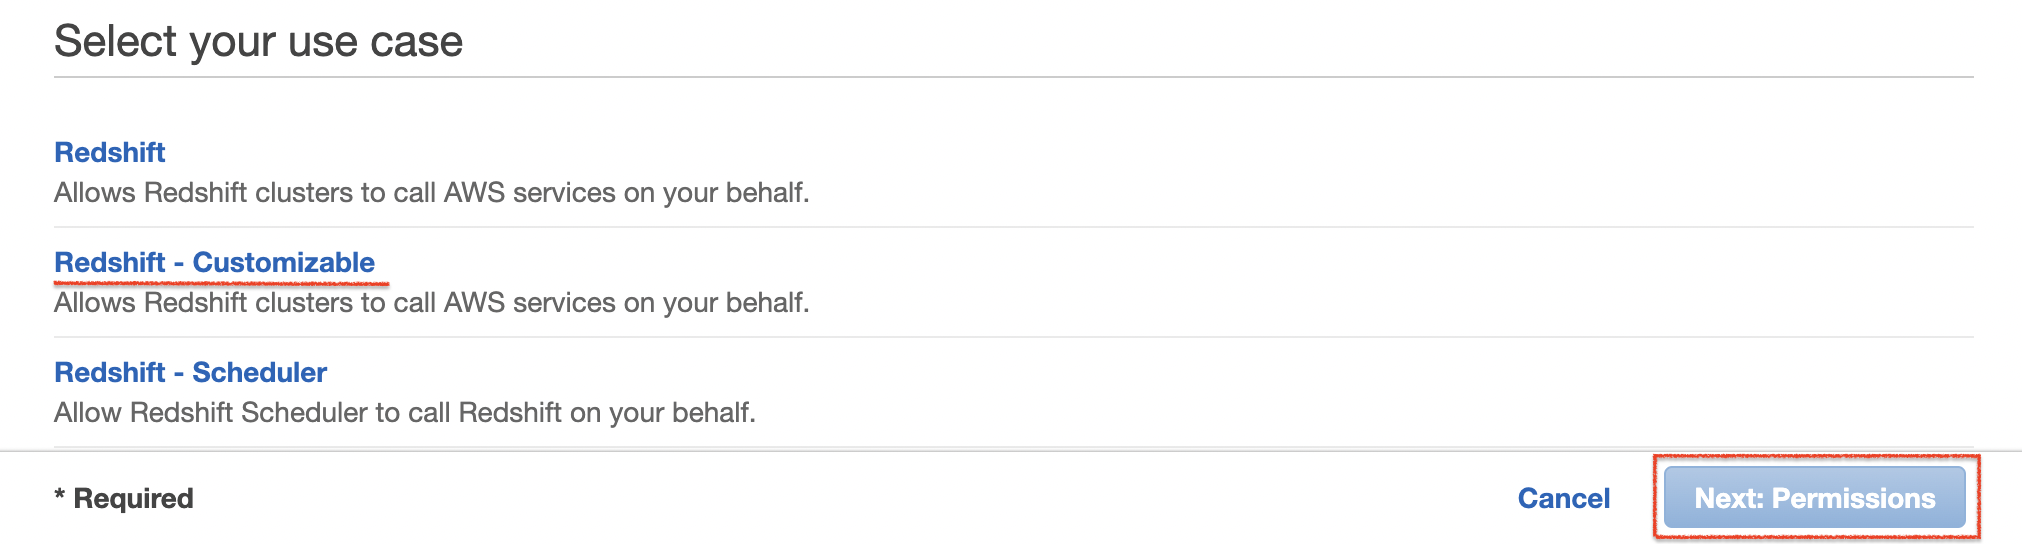 Select your use case
Redshift
Allows Redshift clusters to call AWS services on your behalf.
Redshift - Customizable
Allows Redshift clusters to call AWS services on your behalf.
Redshift - Scheduler
Allow Redshift Scheduler to call Redshift on your behalf.
* Required
Cancel
Next: Permissions